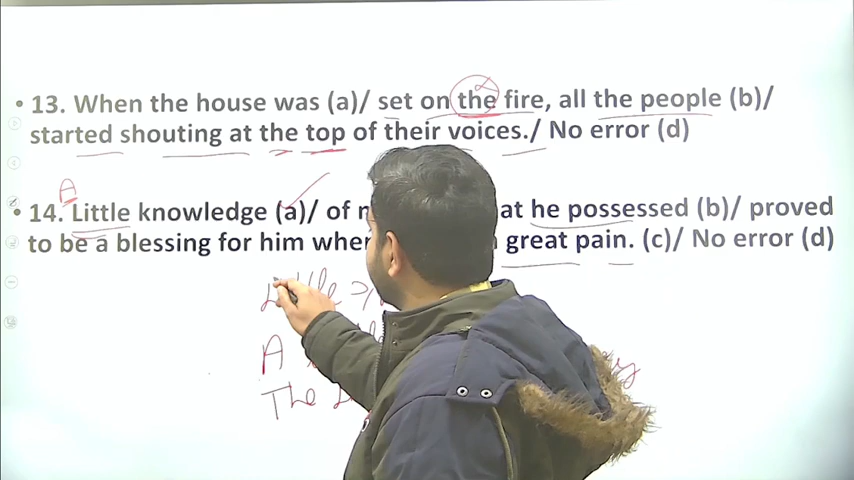 • 13. When the house was (a)/ set on the fire, all the people (b)/
started shouting at the top of their voices./ No error (d)
A
• 14. Little knowledge (a)/ of at he possessed (b)/ proved
to be a blessing for him great pain. (c)/ No error (d)
Little
A
The